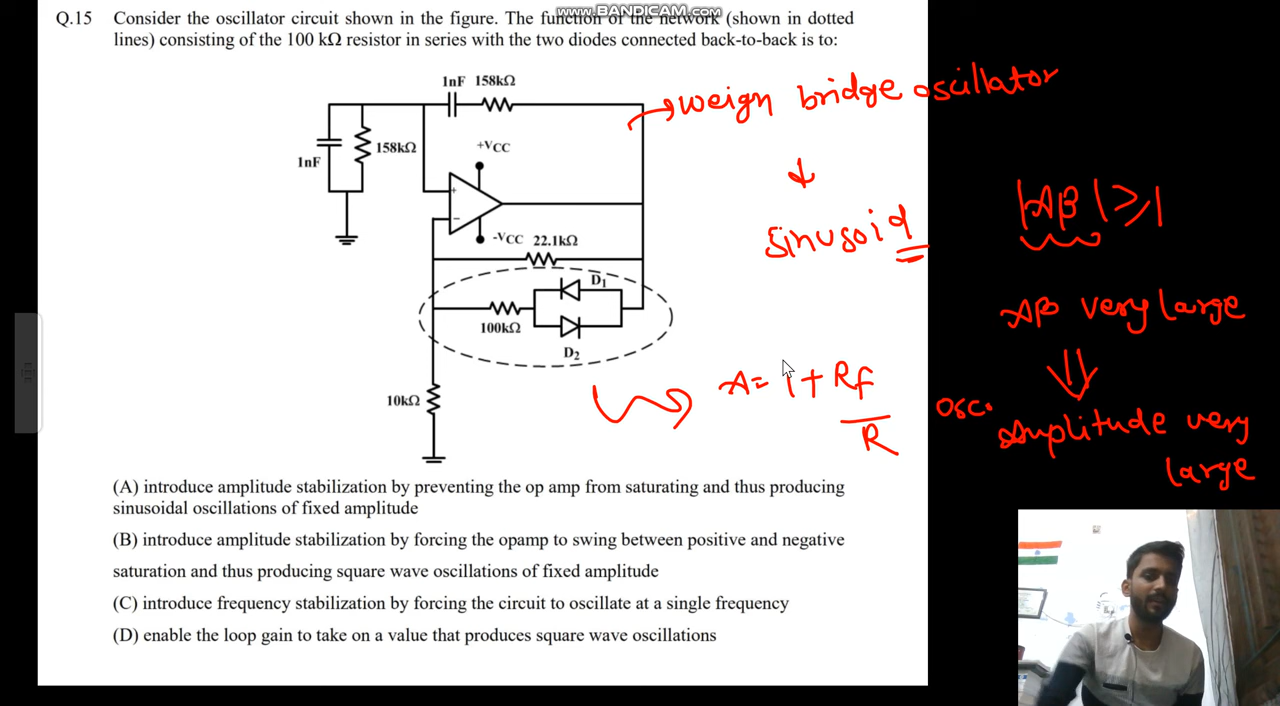 WWW.BANDICAM.COM
Q.15 Consider the oscillator circuit shown in the figure. The function of the network (shown in dotted
lines) consisting of the 100 kΩ resistor in series with the two diodes connected back-to-back is to:
1nF 158kΩ
1nF
158kΩ
+VCC
+
−
-VCC 22.1kΩ
D1
100kΩ
D2
10kΩ
weign bridge oscillator
sinusoid
|Aβ| ≥ 1
Aβ very large
A = 1 + Rf
R
osc.
Amplitude very
large
(A) introduce amplitude stabilization by preventing the op amp from saturating and thus producing
sinusoidal oscillations of fixed amplitude
(B) introduce amplitude stabilization by forcing the opamp to swing between positive and negative
saturation and thus producing square wave oscillations of fixed amplitude
(C) introduce frequency stabilization by forcing the circuit to oscillate at a single frequency
(D) enable the loop gain to take on a value that produces square wave oscillations